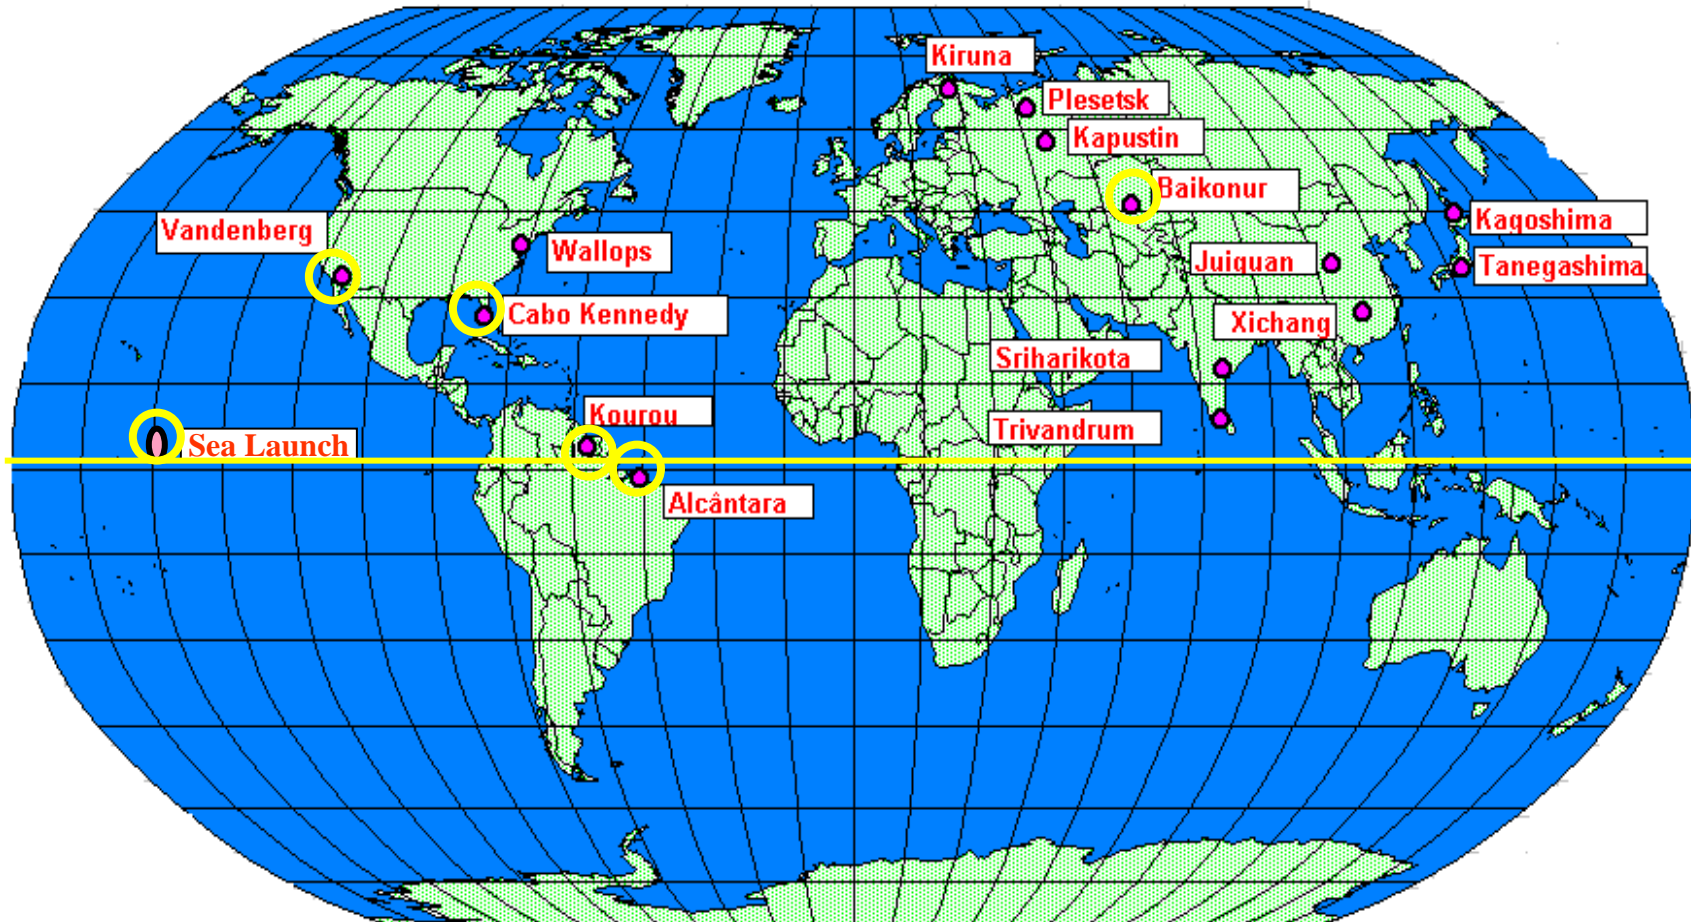 Kiruna
Plesetsk
Kapustin
Baikonur
Vandenberg
Wallops
Kagoshima
Juiquan
Tanegashima
Cabo Kennedy
Xichang
Sriharikota
Kourou
Trivandrum
Sea Launch
Alcântara